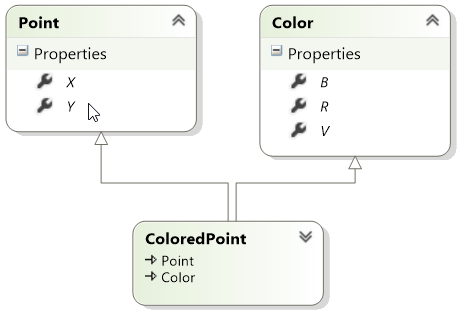 Point
Properties
X
Y
Color
Properties
B
R
V
ColoredPoint
Point
Color